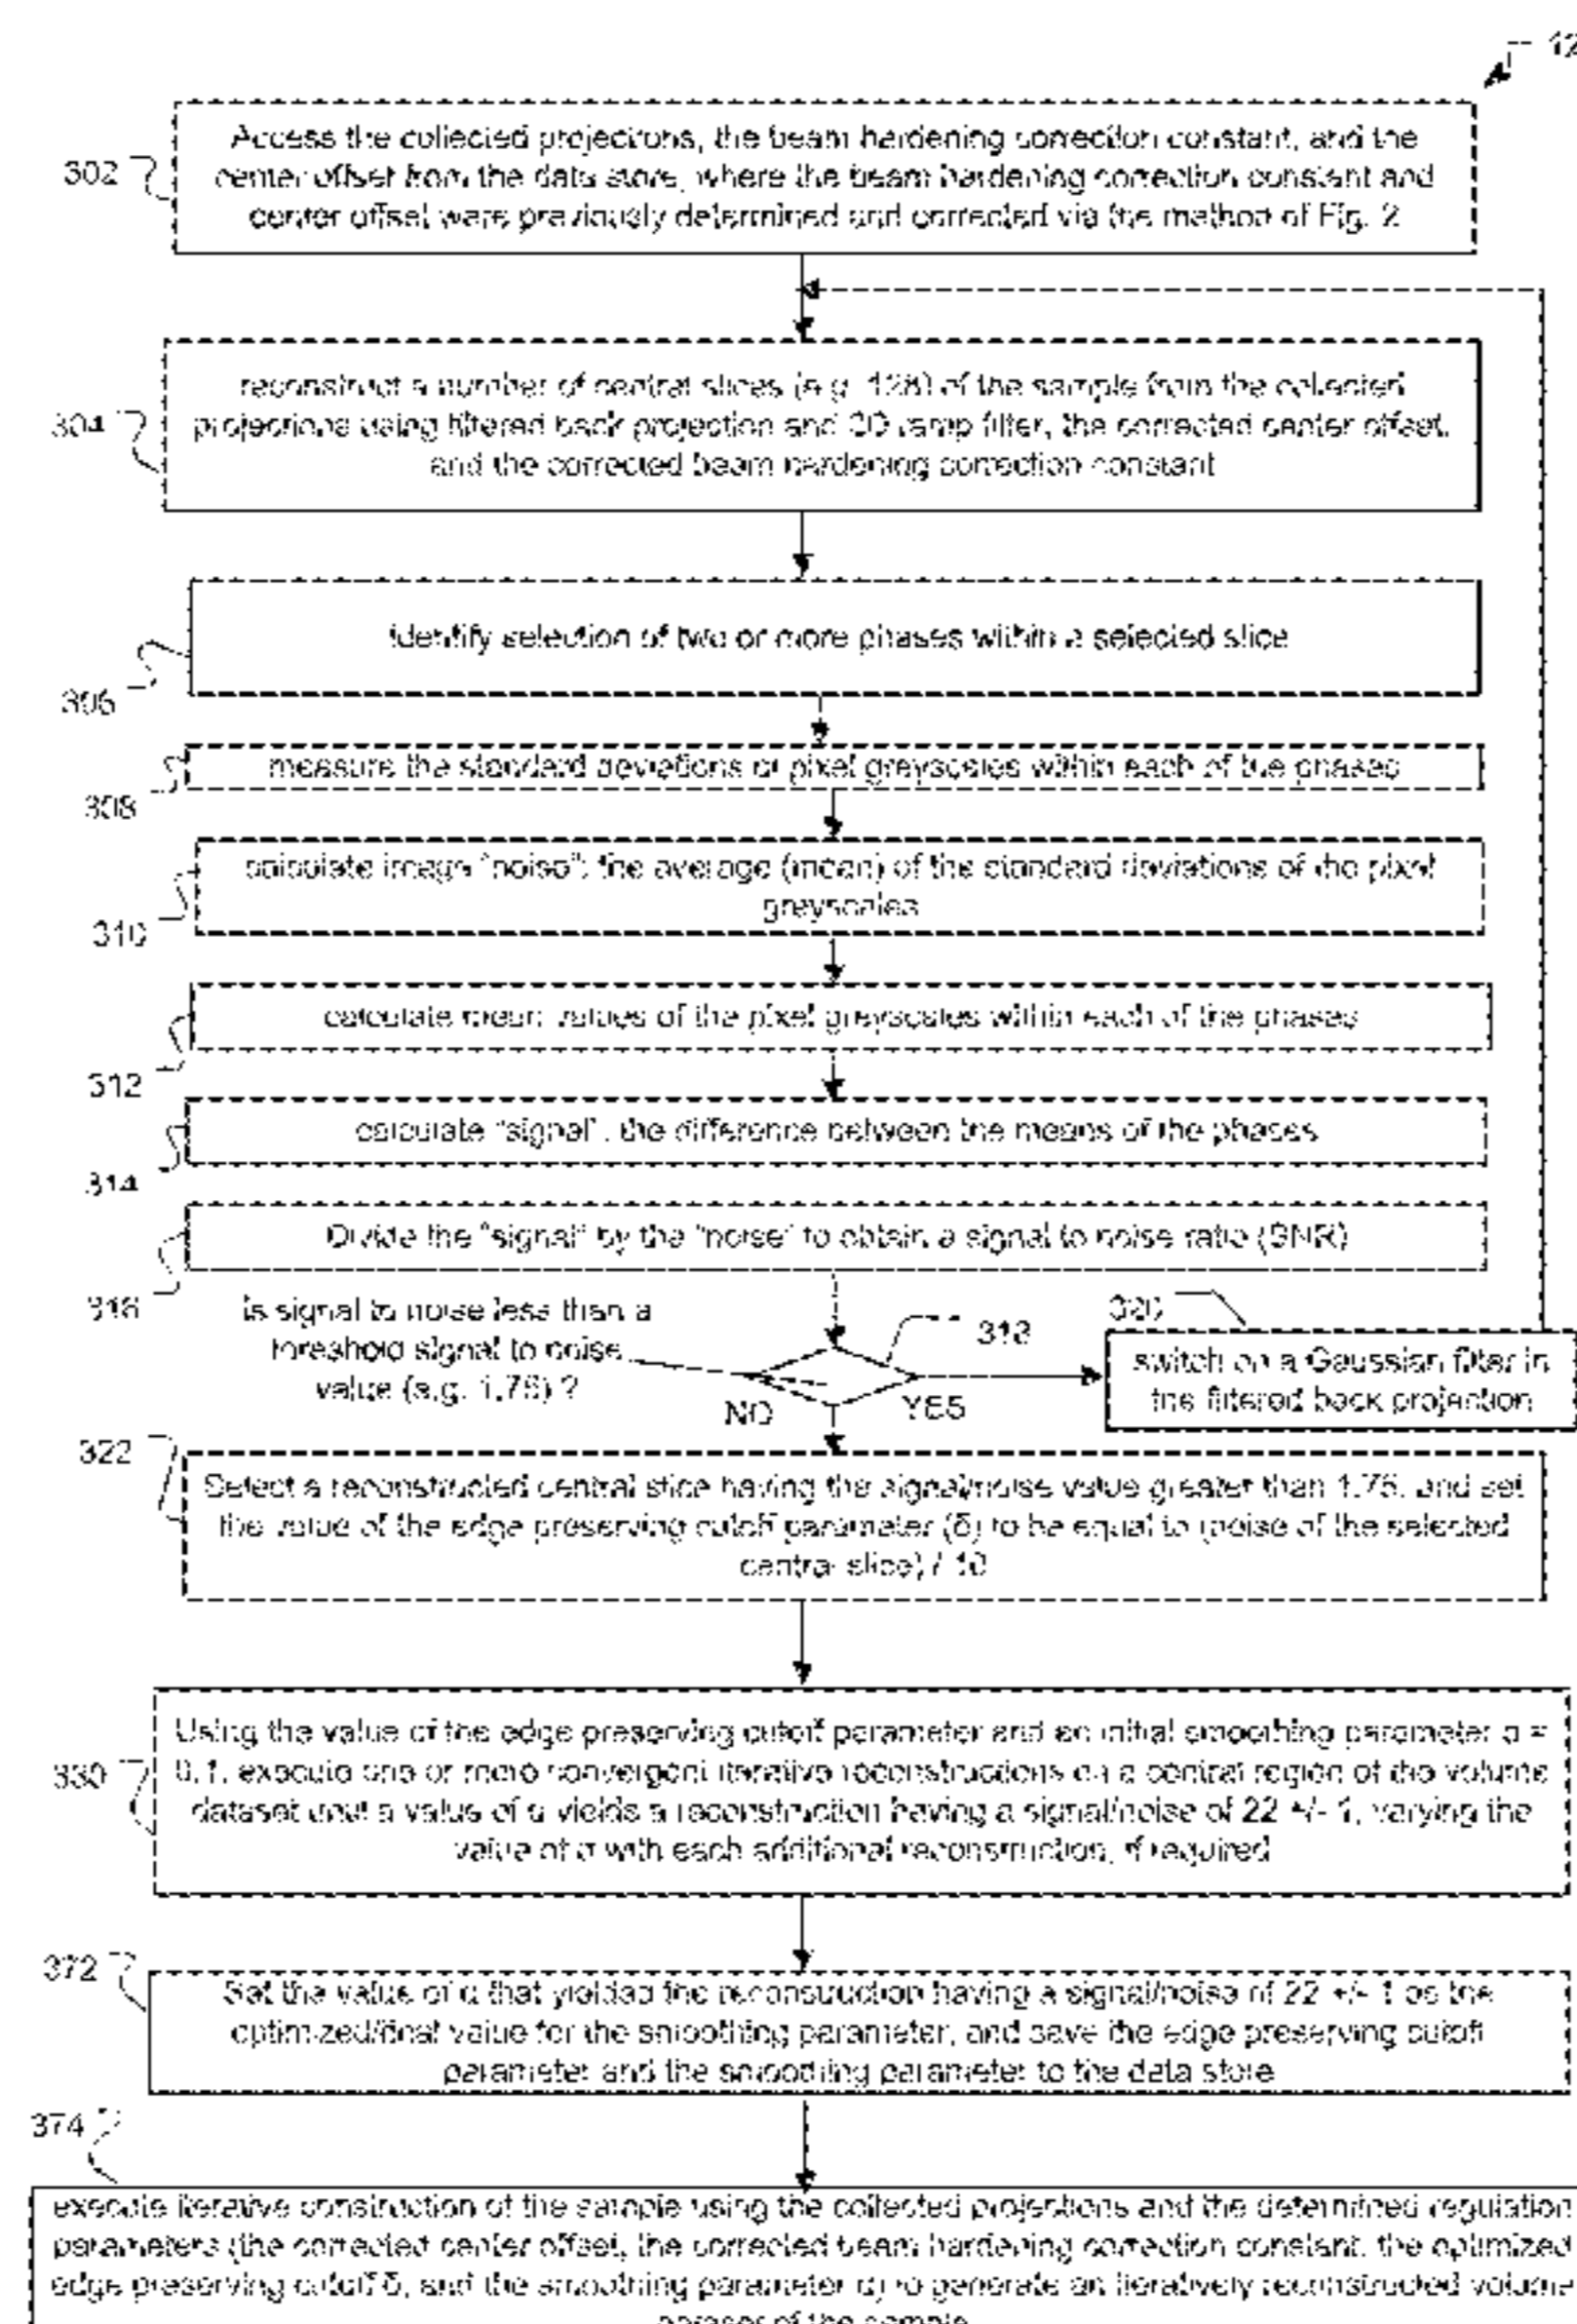 12
302
Access the collected projections, the beam hardening correction constant, and the
center offset from the data store, where the beam hardening correction constant and
center offset were previously determined and corrected via the method of Fig. 2
304
reconstruct a number of central slices (e.g. 128) of the sample from the collected
projections using filtered back projection and ramp filter, the corrected center offset,
and the corrected beam hardening correction constant
306
identify selection of two or more phases within a selected slice
308
measure the standard deviations of pixel greyscales within each of the phases
310
calculate image "noise": the average (mean) of the standard deviations of the pixel
greyscales
312
calculate mean values of the pixel greyscales within each of the phases
314
calculate "signal": the difference between the means of the phases
316
Divide the "signal" by the "noise" to obtain a signal to noise ratio (SNR)
is signal to noise less than a
threshold signal to noise
value (e.g. 1.75) ?
318
NO
YES
320
switch on a Gaussian filter in
the filtered back projection
322
Select a reconstructed central slice having the signal/noise value greater than 1.75, and set
the value of the edge preserving cutoff parameter (δ) to be equal to (noise of the selected
central slice) / 10
330
Using the value of the edge preserving cutoff parameter and an initial smoothing parameter α =
0.1, execute one or more convergent iterative reconstructions on a central region of the volume
dataset until a value of α yields a reconstruction having a signal/noise of 22 +/- 1, varying the
value of α with each additional reconstruction, if required
372
Set the value of α that yielded the reconstruction having a signal/noise of 22 +/- 1 as the
optimized/final value for the smoothing parameter, and save the edge preserving cutoff
parameter and the smoothing parameter to the data store
374
execute iterative construction of the sample using the collected projections and the determined regulation
parameters (the corrected center offset, the corrected beam hardening correction constant, the optimized
edge preserving cutoff δ, and the smoothing parameter α) to generate an iteratively reconstructed volume
of the sample